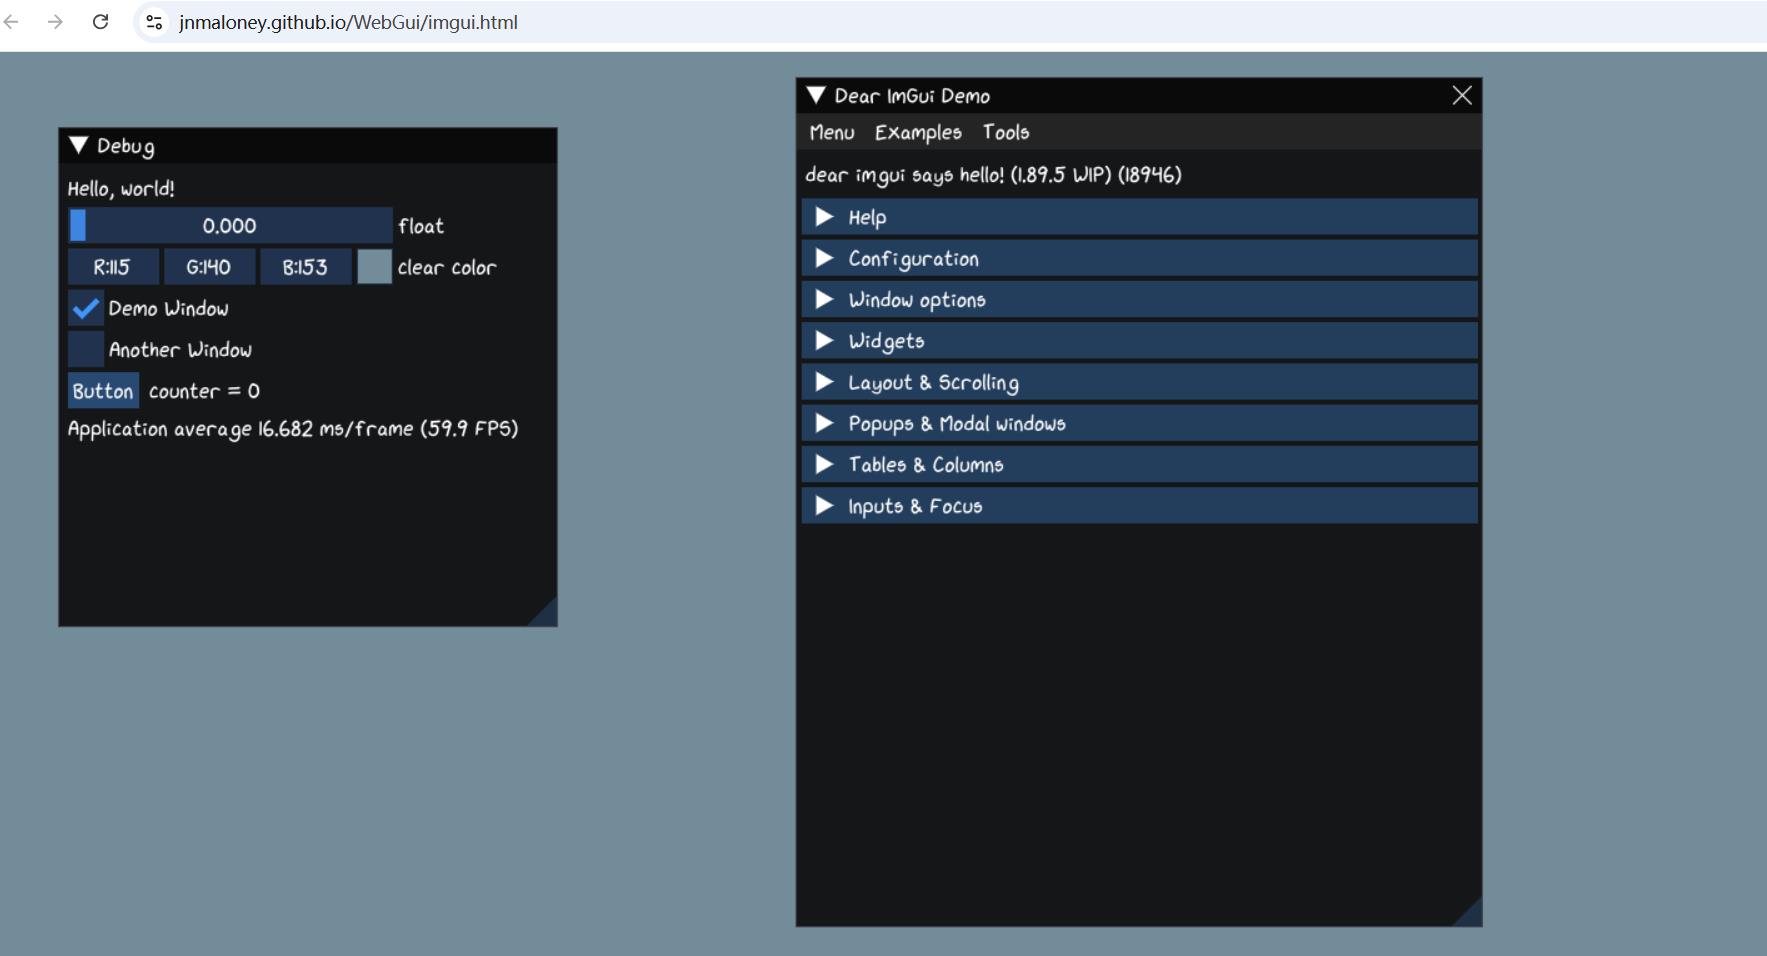 jnmaloney.github.io/WebGui/imgui.html
Debug
Hello, world!
0.000 float
R:115 G:140 B:153 clear color
Demo Window
Another Window
Button counter = 0
Application average 16.682 ms/frame (59.9 FPS)
Dear ImGui Demo
Menu Examples Tools
dear imgui says hello! (1.89.5 WIP) (18946)
Help
Configuration
Window options
Widgets
Layout & Scrolling
Popups & Modal windows
Tables & Columns
Inputs & Focus